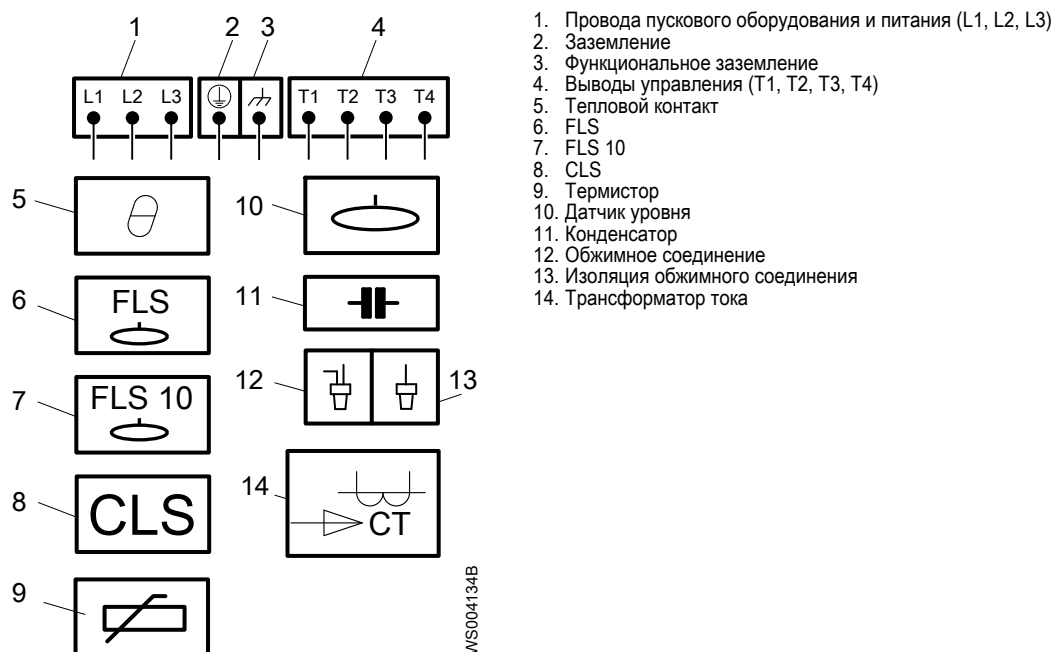 1 2 3 4
L1 L2 L3 T1 T2 T3 T4
5
10
6
FLS
11
7
FLS 10
12
13
8
CLS
14
CT
9
WS004134B
1. Провода пускового оборудования и питания (L1, L2, L3)
2. Заземление
3. Функциональное заземление
4. Выводы управления (T1, T2, T3, T4)
5. Тепловой контакт
6. FLS
7. FLS 10
8. CLS
9. Термистор
10. Датчик уровня
11. Конденсатор
12. Обжимное соединение
13. Изоляция обжимного соединения
14. Трансформатор тока